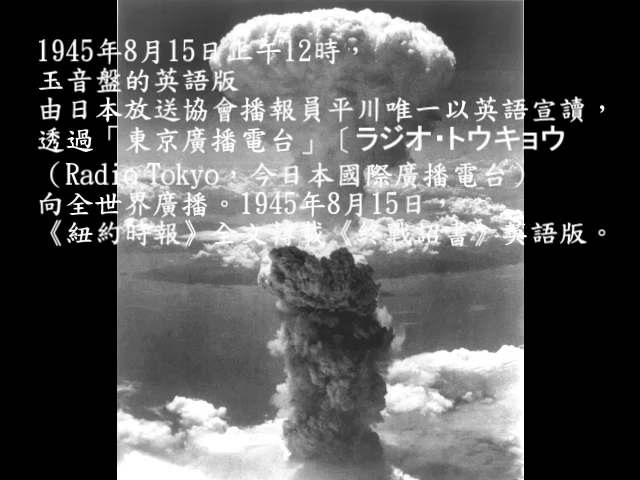 1945年8月15日正午12時，
玉音盤的英語版
由日本放送協會播報員平川唯一以英語宣讀，
透過「東京廣播電台」〔ラジオ・トウキョウ
（Radio Tokyo，今日本國際廣播電台）
向全世界廣播。1945年8月15日，
《紐約時報》全文轉載《終戰詔書》英語版。